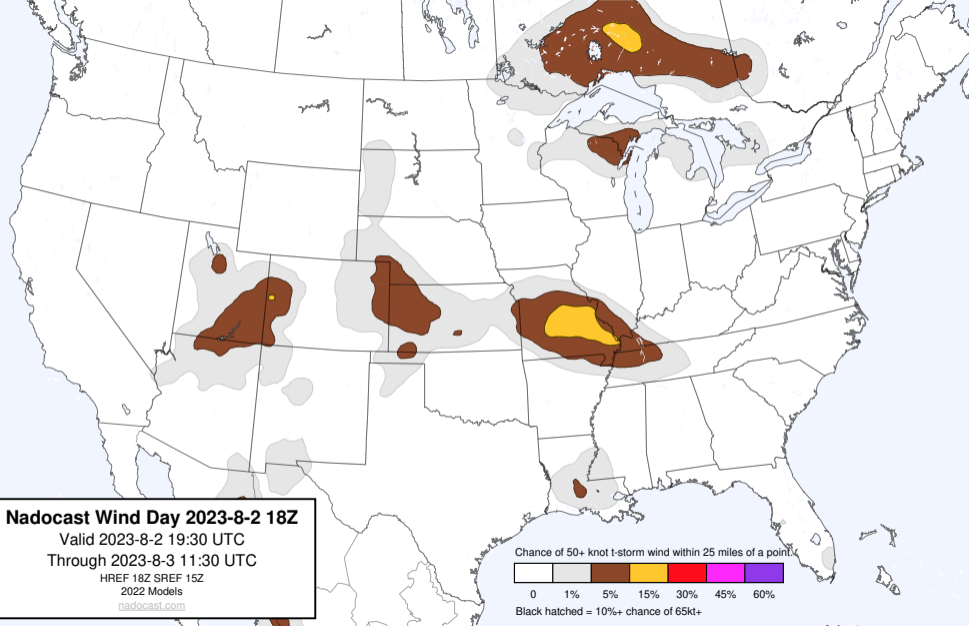 Nadocast Wind Day 2023-8-2 18Z
Valid 2023-8-2 19:30 UTC
Through 2023-8-3 11:30 UTC
HREF 18Z SREF 15Z
2022 Models
nadocast.com
Chance of 50+ knot t-storm wind within 25 miles of a point.
0 1% 5% 15% 30% 45% 60%
Black hatched = 10%+ chance of 65kt+